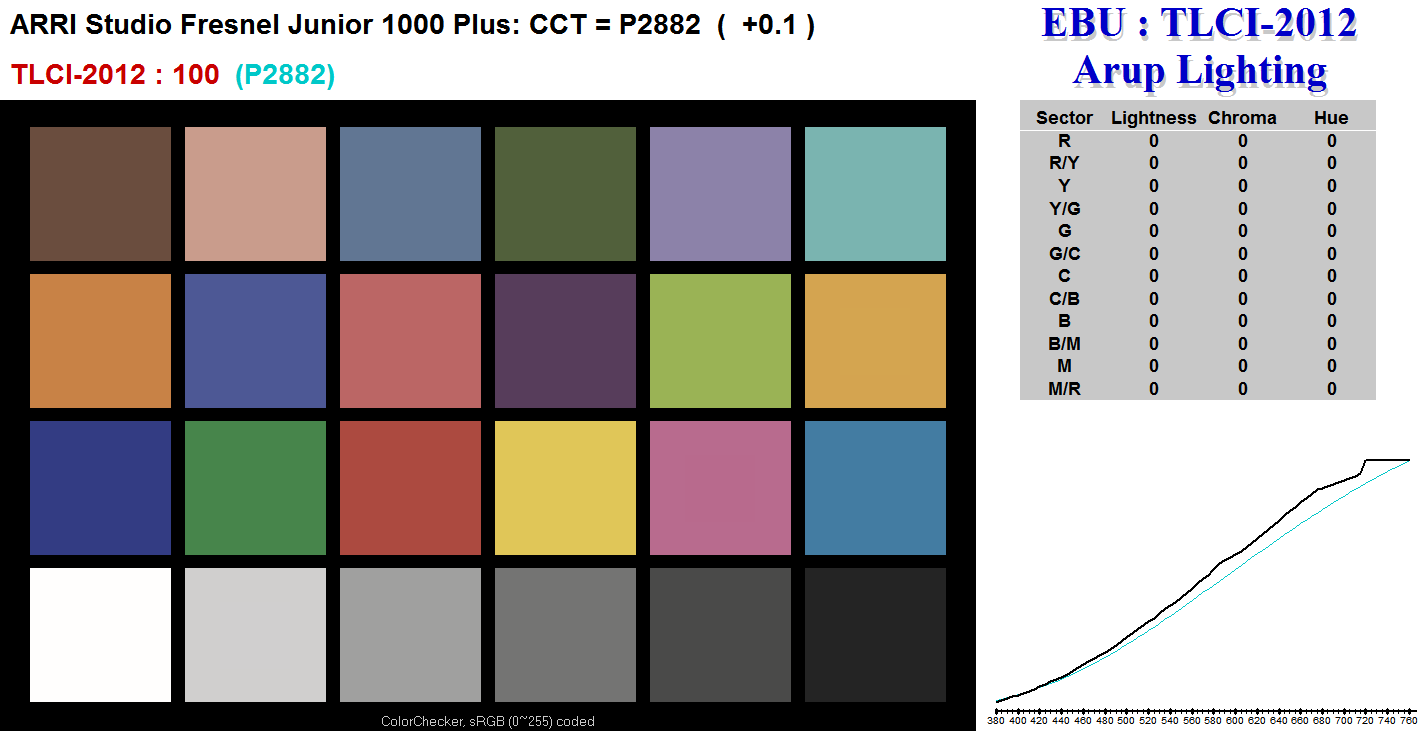 ARRI Studio Fresnel Junior 1000 Plus: CCT = P2882 ( +0.1 )
TLCI-2012 : 100 (P2882)
EBU : TLCI-2012
Arup Lighting
Sector Lightness Chroma Hue
R 0 0 0
R/Y 0 0 0
Y 0 0 0
Y/G 0 0 0
G 0 0 0
G/C 0 0 0
C 0 0 0
C/B 0 0 0
B 0 0 0
B/M 0 0 0
M 0 0 0
M/R 0 0 0
380 400 420 440 460 480 500 520 540 560 580 600 620 640 660 680 700 720 740 760
ColorChecker, sRGB (0~255) coded